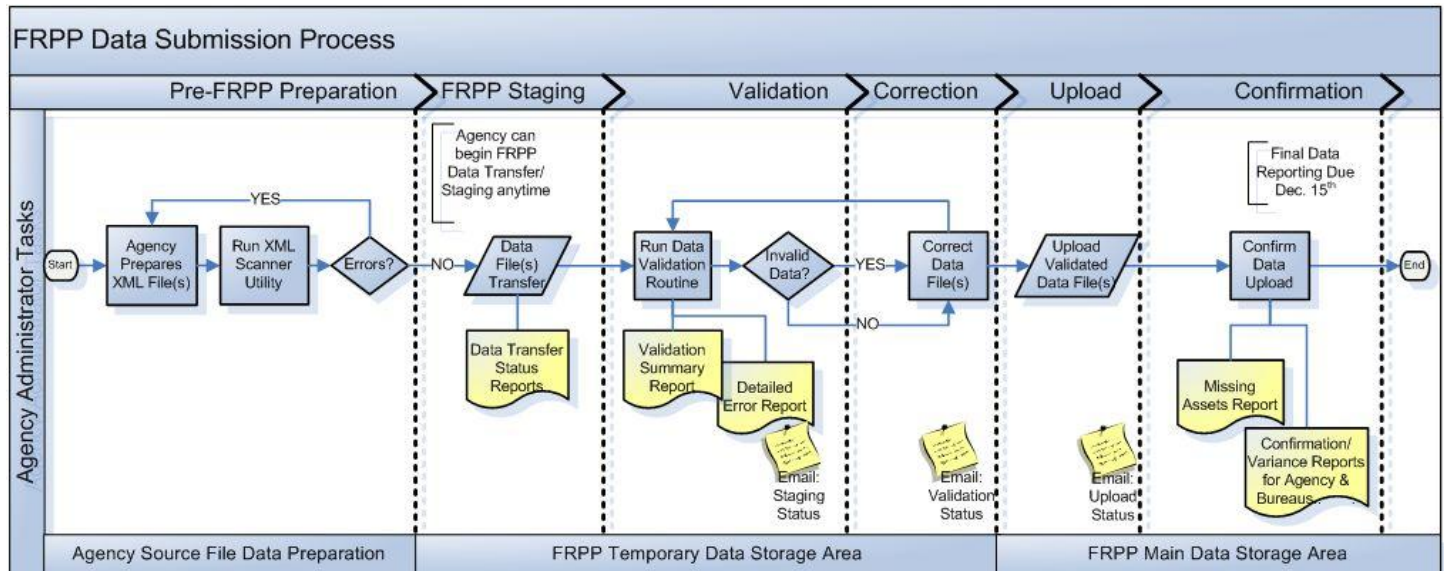 FRPP Data Submission Process
Pre-FRPP Preparation
FRPP Staging
Validation
Correction
Upload
Confirmation
Agency Administrator Tasks
Start
Agency
Prepares
XML File(s)
Run XML
Scanner
Utility
Errors?
YES
NO
Agency can
begin FRPP
Data Transfer/
Staging anytime
Data
File(s)
Transfer
Data Transfer
Status
Reports
Run Data
Validation
Routine
Validation
Summary
Report
Detailed
Error Report
Invalid
Data?
YES
NO
Email:
Staging
Status
Correct
Data
File(s)
Email:
Validation
Status
Upload
Validated
Data File(s)
Email:
Upload
Status
Final Data
Reporting Due
Dec. 15th
Confirm
Data
Upload
Missing
Assets Report
Confirmation/
Variance Reports
for Agency &
Bureaus
End
Agency Source File Data Preparation
FRPP Temporary Data Storage Area
FRPP Main Data Storage Area